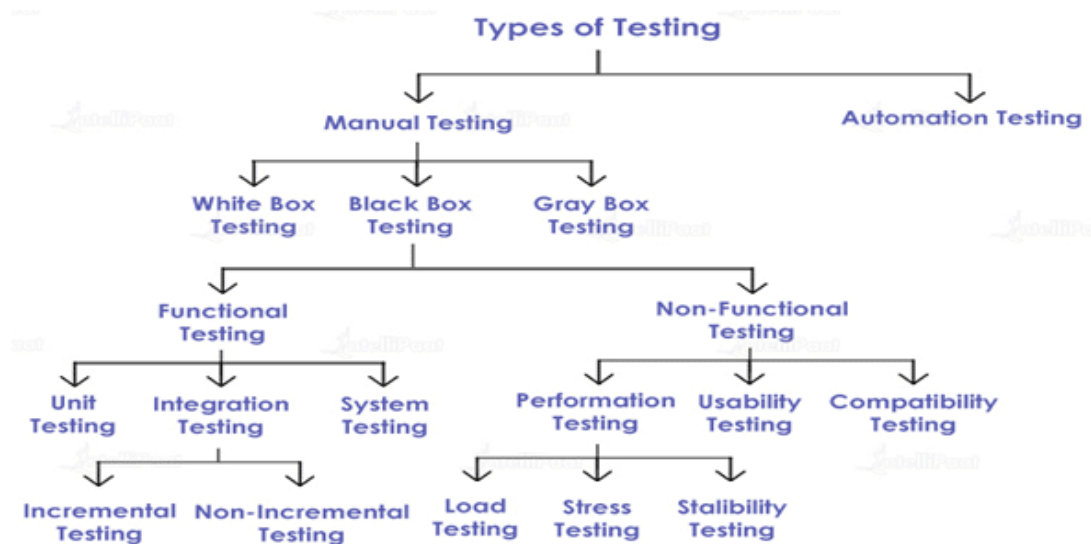 Types of Testing
Manual Testing
Automation Testing
White Box
Testing
Black Box
Testing
Gray Box
Testing
Functional
Testing
Non-Functional
Testing
Unit
Testing
Integration
Testing
System
Testing
Performation
Testing
Usability
Testing
Compatibility
Testing
Incremental
Testing
Non-Incremental
Testing
Load
Testing
Stress
Testing
Stalibility
Testing